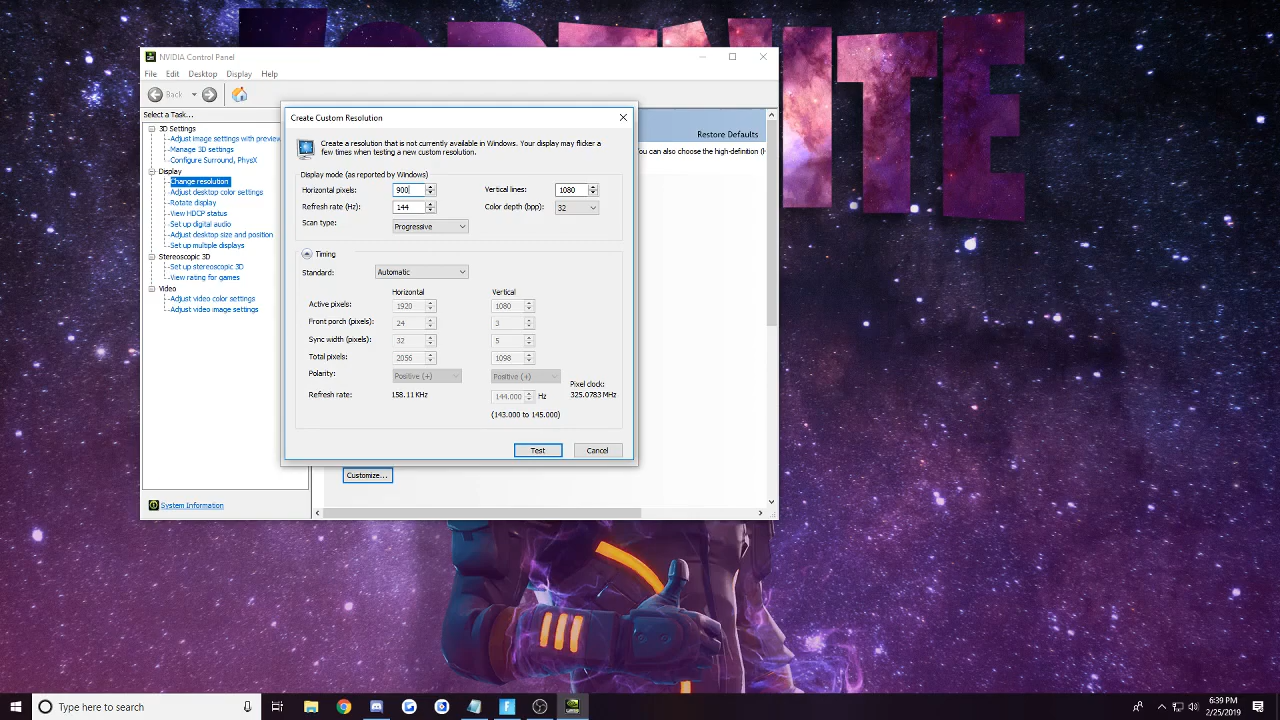 FORTNITE
NVIDIA Control Panel
File Edit Desktop Display Help
Back
Select a Task...
3D Settings
Adjust image settings with preview
Manage 3D settings
Configure Surround, PhysX
Display
Change resolution
Adjust desktop color settings
Rotate display
View HDCP status
Set up digital audio
Adjust desktop size and position
Set up multiple displays
Stereoscopic 3D
Set up stereoscopic 3D
View rating for games
Video
Adjust video color settings
Adjust video image settings
System Information
Restore Defaults
You can also choose the high-definition (H
Create Custom Resolution
Create a resolution that is not currently available in Windows. Your display may flicker a
few times when testing a new custom resolution.
Display mode (as reported by Windows)
Horizontal pixels: 900 Vertical lines: 1080
Refresh rate (Hz): 144 Color depth (bpp): 32
Scan type: Progressive
Timing
Standard: Automatic
Horizontal Vertical
Active pixels: 1920 1080
Front porch (pixels): 24 3
Sync width (pixels): 32 5
Total pixels: 2056 1098
Polarity: Positive (+) Positive (+)
Pixel clock:
Refresh rate: 158.11 KHz 144.000 Hz 325.0783 MHz
(143.000 to 145.000)
Test Cancel
Customize...
Type here to search
6:39 PM
2/25/2019